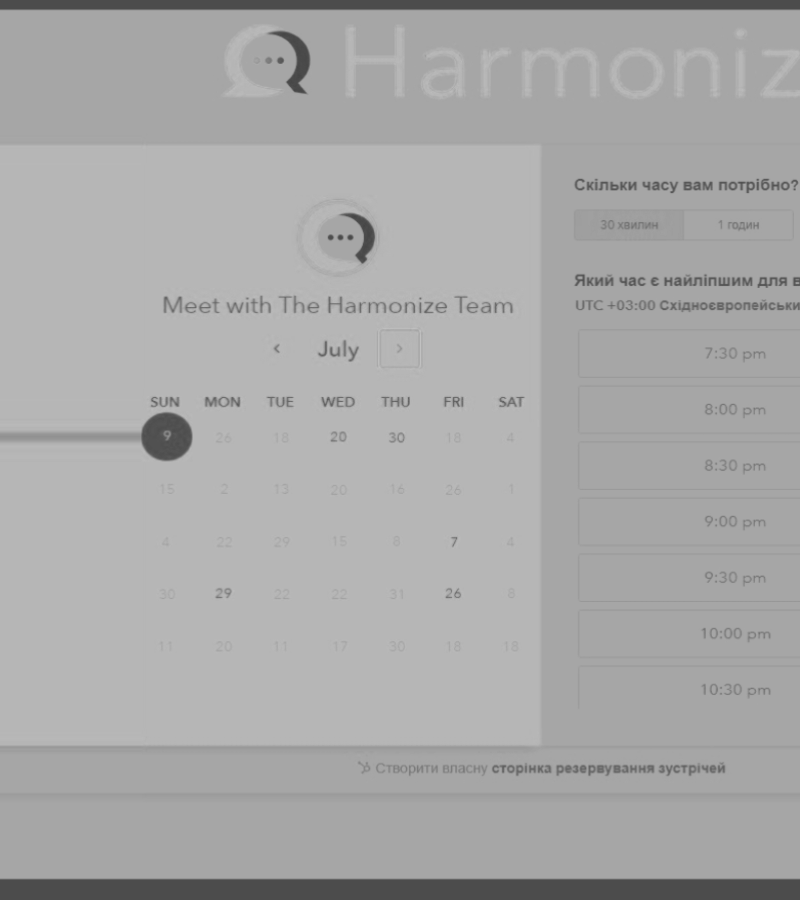 Harmoniz
Meet with The Harmonize Team
July
SUN MON TUE WED THU FRI SAT
9 26 18 20 30 18 4
15 2 13 20 16 26 1
4 22 29 15 8 7 4
30 29 22 22 31 26 8
11 20 11 17 30 18 18
Скільки часу вам потрібно?
30 хвилин 1 годин
Який час є найліпшим для в
UTC +03:00 Східноєвропейськи
7:30 pm
8:00 pm
8:30 pm
9:00 pm
9:30 pm
10:00 pm
10:30 pm
Створити власну сторінка резервування зустрічей